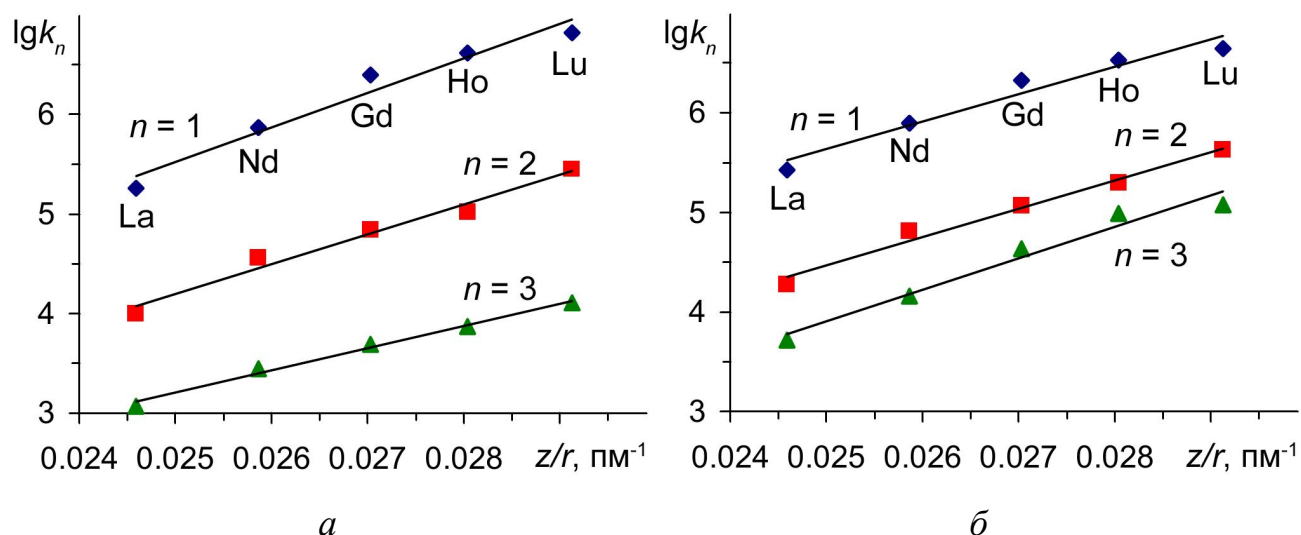 lgkₙ
6
5
4
3
n = 1
n = 2
n = 3
La
Nd
Gd
Ho
Lu
0.024 0.025 0.026 0.027 0.028 z/r, пм⁻¹
а
lgkₙ
6
5
4
3
n = 1
n = 2
n = 3
La
Nd
Gd
Ho
Lu
0.024 0.025 0.026 0.027 0.028 z/r, пм⁻¹
б